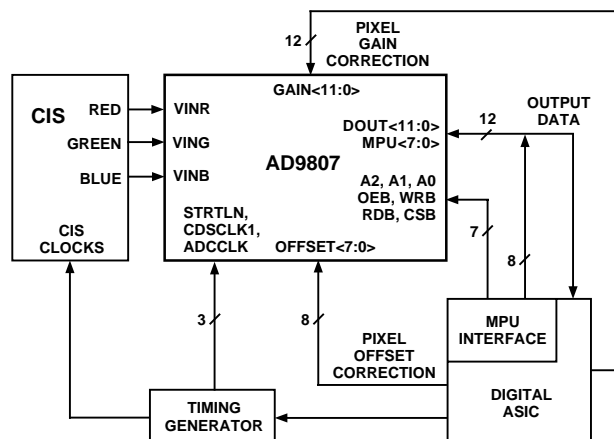 12
PIXEL
GAIN
CORRECTION
GAIN<11:0>
CIS
RED
GREEN
BLUE
CIS
CLOCKS
VINR
VING
VINB
AD9807
DOUT<11:0>
MPU<7:0>
12
OUTPUT
DATA
A2, A1, A0
OEB, WRB
RDB, CSB
STRTLN,
CDSCLK1,
ADCCLK
OFFSET<7:0>
7
8
3
8
PIXEL
OFFSET
CORRECTION
MPU
INTERFACE
DIGITAL
ASIC
TIMING
GENERATOR